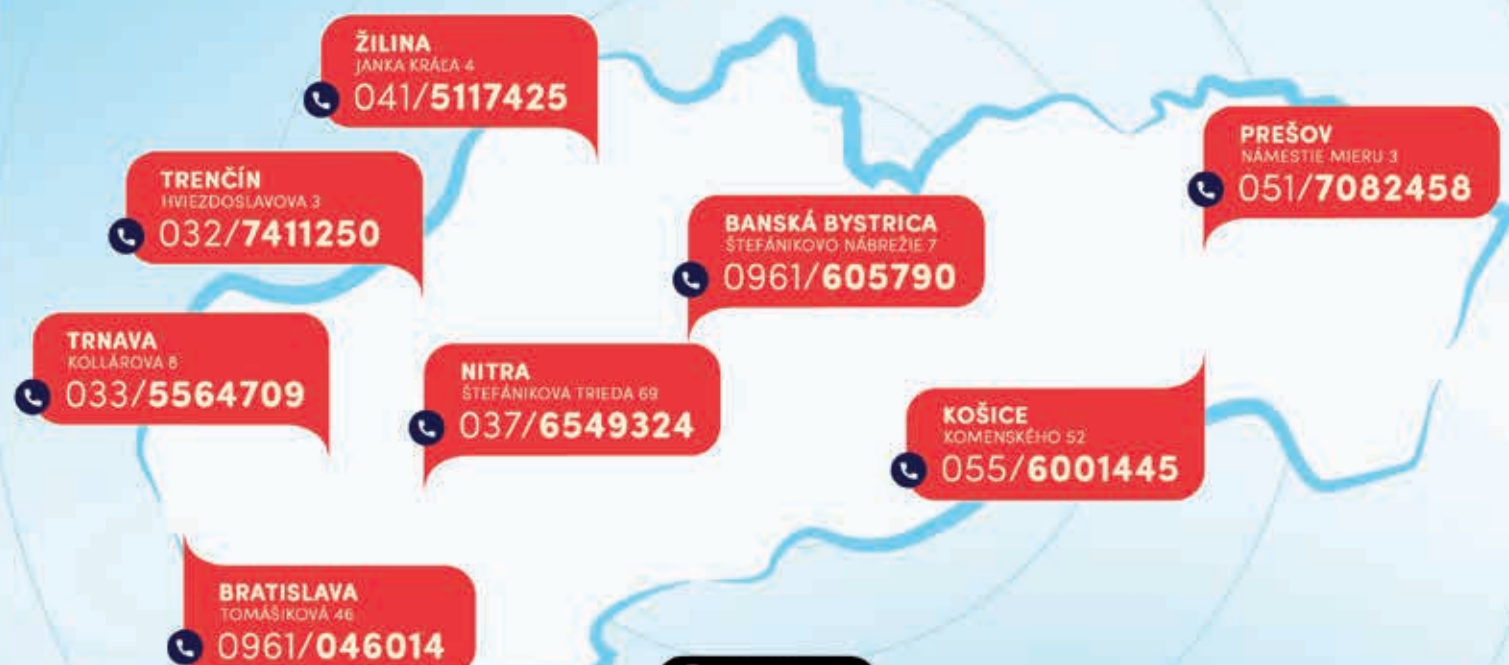 ŽILINA
JANKA KRÁĽA 4
041/5117425
PREŠOV
NÁMESTIE MIERU 3
051/7082458
TRENČÍN
HVIEZDOSLAVOVA 3
032/7411250
BANSKÁ BYSTRICA
ŠTEFÁNIKOVO NÁBREŽIE 7
0961/605790
TRNAVA
KOLLÁROVA 8
033/5564709
NITRA
ŠTEFÁNIKOVA TRIEDA 69
037/6549324
KOŠICE
KOMENSKÉHO 52
055/6001445
BRATISLAVA
TOMÁŠIKOVÁ 46
0961/046014